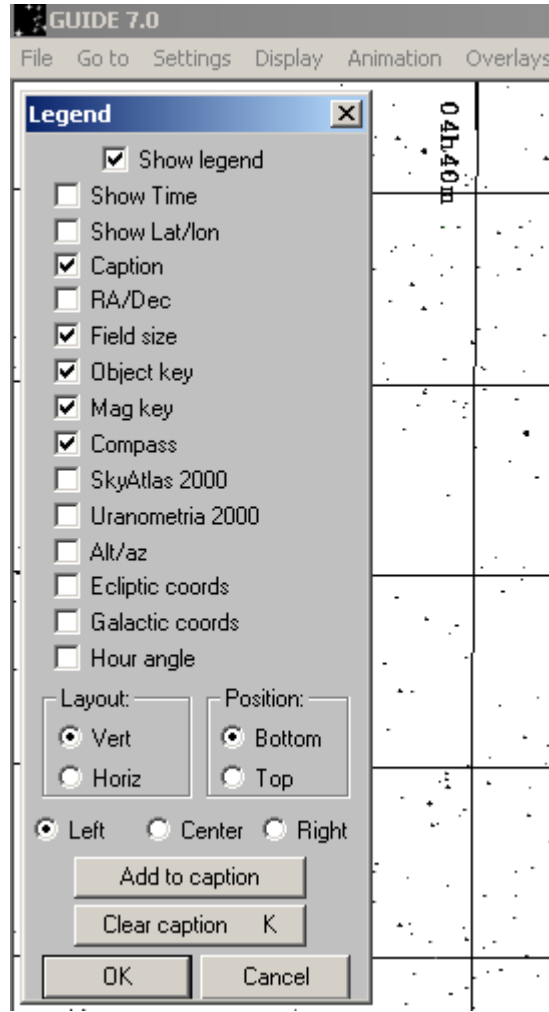 GUIDE 7.0
File Go to Settings Display Animation Overlays
Legend
04h40m
Show legend
Show Time
Show Lat/lon
Caption
RA/Dec
Field size
Object key
Mag key
Compass
SkyAtlas 2000
Uranometria 2000
Alt/az
Ecliptic coords
Galactic coords
Hour angle
Layout: Position:
Vert Bottom
Horiz Top
Left Center Right
Add to caption
Clear caption K
OK Cancel